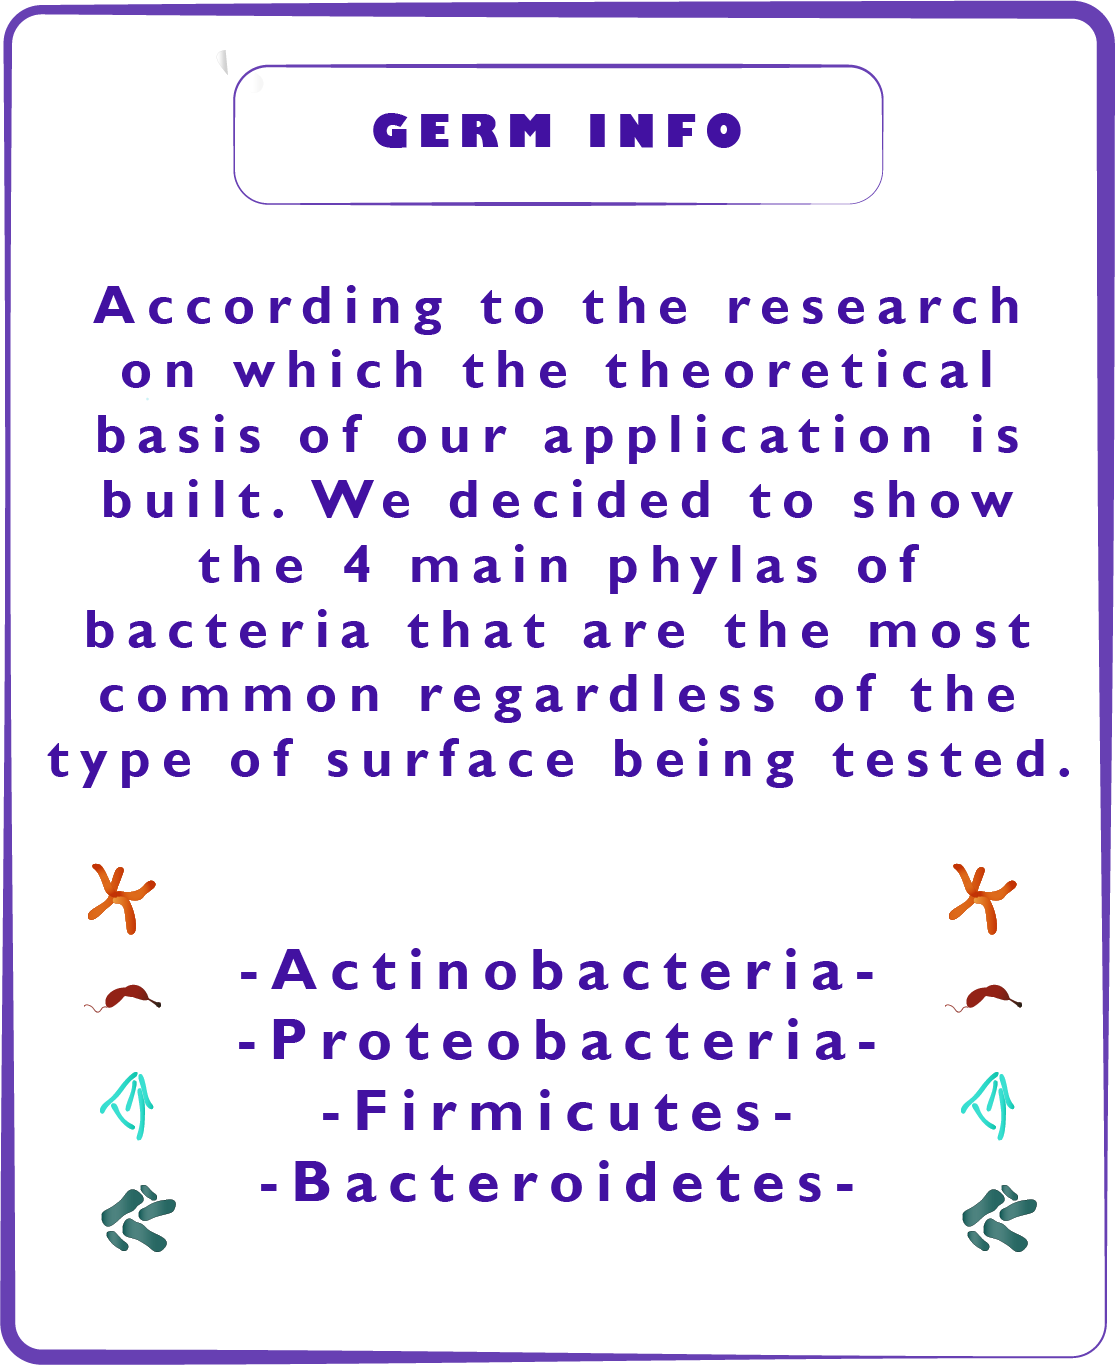 GERM INFO
According to the research
on which the theoretical
basis of our application is
built. We decided to show
the 4 main phylas of
bacteria that are the most
common regardless of the
type of surface being tested.
-Actinobacteria-
-Proteobacteria-
-Firmicutes-
-Bacteroidetes-